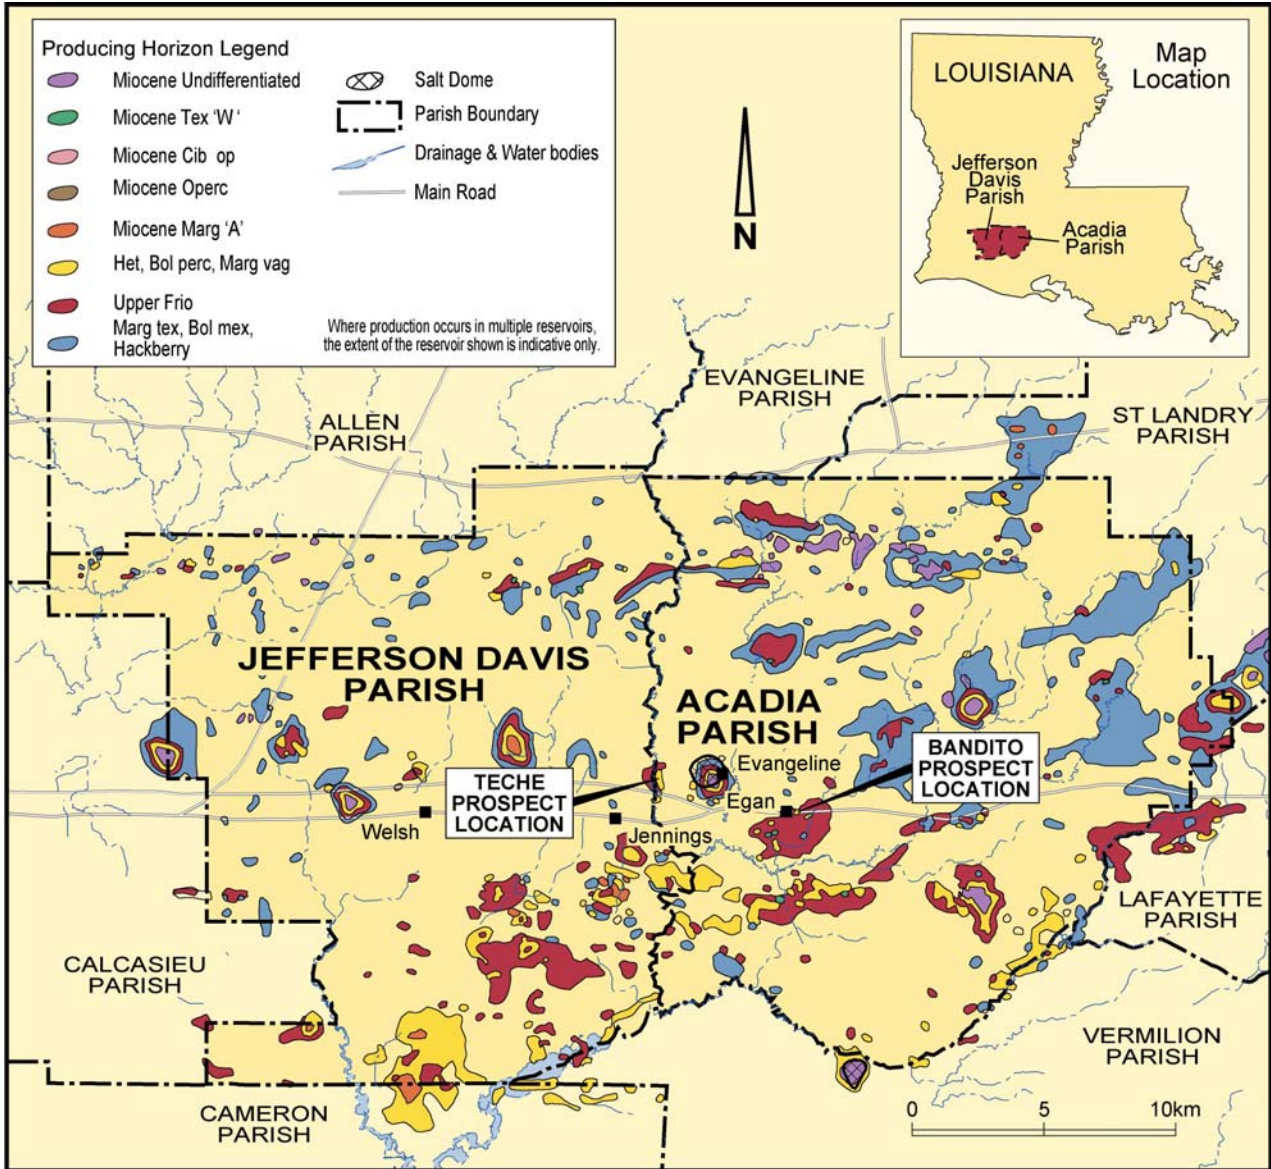 Producing Horizon Legend
Miocene Undifferentiated
Miocene Tex 'W'
Miocene Cib op
Miocene Operc
Miocene Marg 'A'
Het, Bol perc, Marg vag
Upper Frio
Marg tex, Bol mex,
Hackberry
Salt Dome
Parish Boundary
Drainage & Water bodies
Main Road
Where production occurs in multiple reservoirs,
the extent of the reservoir shown is indicative only.
N
LOUISIANA
Map
Location
Jefferson
Davis
Parish
Acadia
Parish
EVANGELINE
PARISH
ALLEN
PARISH
ST LANDRY
PARISH
JEFFERSON DAVIS
PARISH
ACADIA
PARISH
Evangeline
BANDITO
PROSPECT
LOCATION
TECHE
PROSPECT
LOCATION
Egan
Welsh
Jennings
LAFAYETTE
PARISH
CALCASIEU
PARISH
VERMILION
PARISH
CAMERON
PARISH
0 5 10km